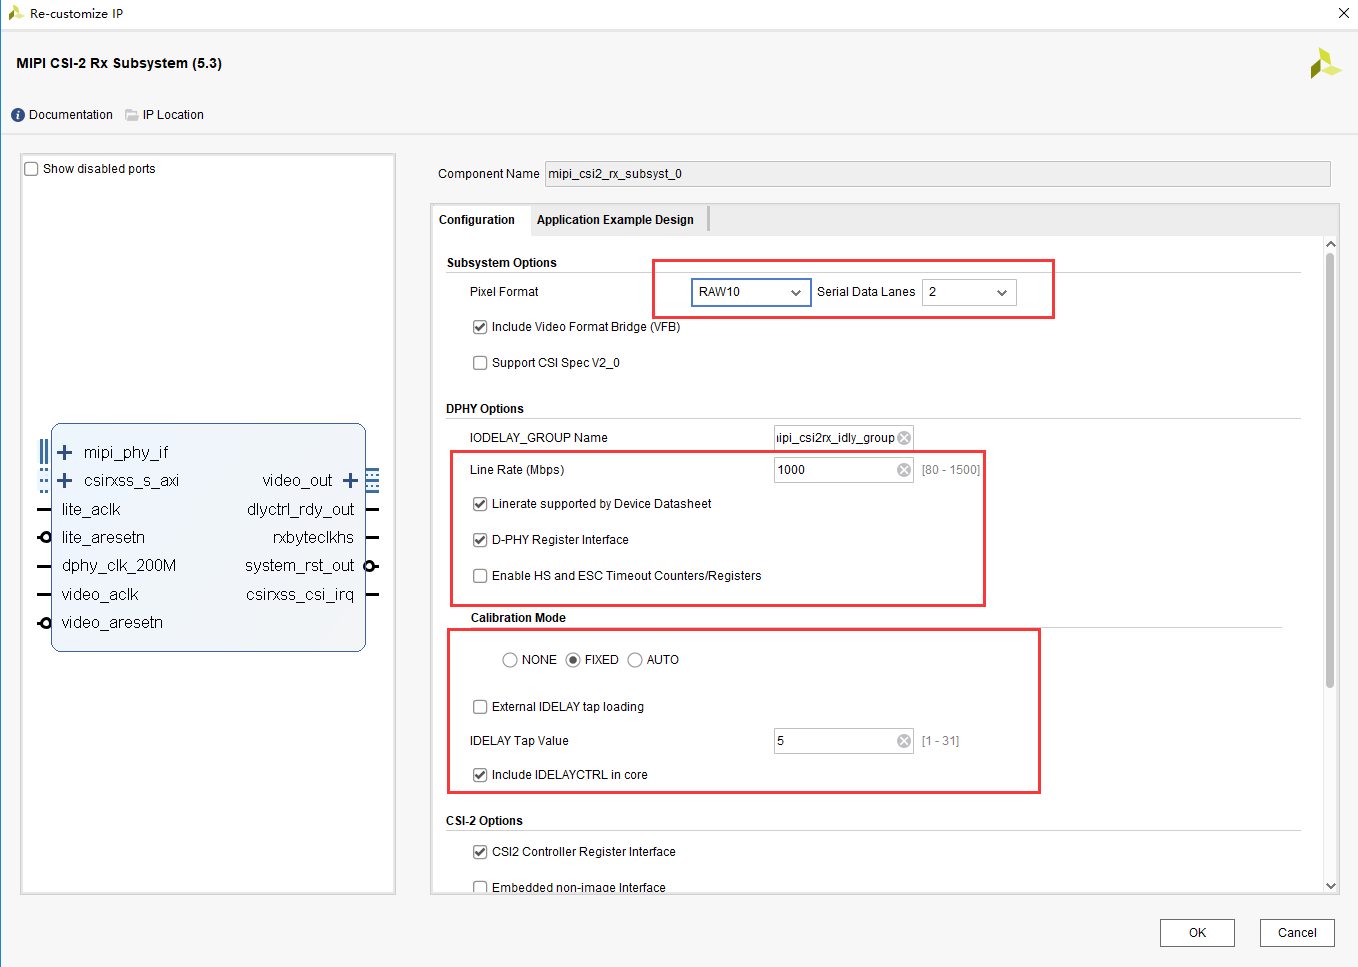 Re-customize IP
MIPI CSI-2 Rx Subsystem (5.3)
Documentation IP Location
Show disabled ports
mipi_phy_if
csirxss_s_axi
lite_aclk
lite_aresetn
dphy_clk_200M
video_aclk
video_aresetn
video_out
dlyctrl_rdy_out
rxbyteclkhs
system_rst_out
csirxss_csi_irq
Component Name mipi_csi2_rx_subsyst_0
Configuration Application Example Design
Subsystem Options
Pixel Format RAW10 Serial Data Lanes 2
Include Video Format Bridge (VFB)
Support CSI Spec V2_0
DPHY Options
IODELAY_GROUP Name ipi_csi2rx_idly_group
Line Rate (Mbps) 1000 [80 - 1500]
Linerate supported by Device Datasheet
D-PHY Register Interface
Enable HS and ESC Timeout Counters/Registers
Calibration Mode
NONE FIXED AUTO
External IDELAY tap loading
IDELAY Tap Value 5 [1 - 31]
Include IDELAYCTRL in core
CSI-2 Options
CSI2 Controller Register Interface
Embedded non-image Interface
OK Cancel